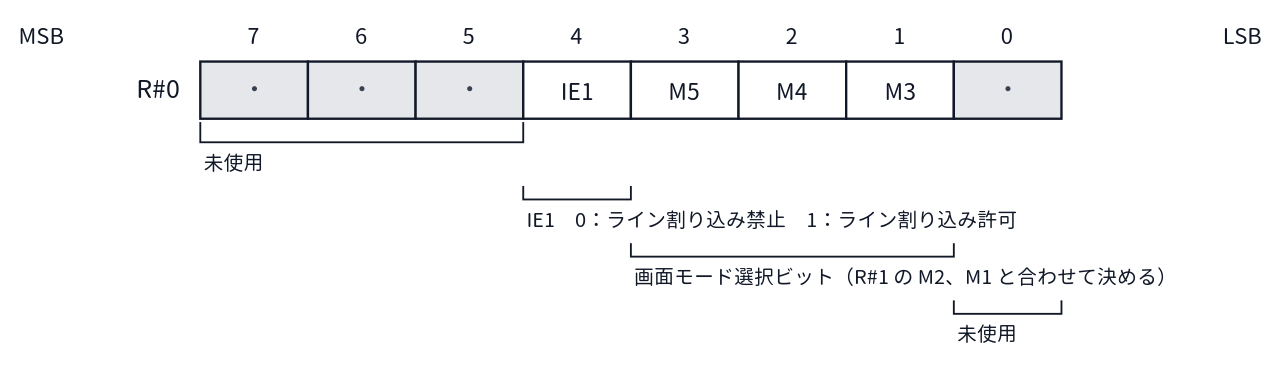 MSB 7 6 5 4 3 2 1 0 LSB
R#0 ・ ・ ・ IE1 M5 M4 M3 ・
未使用
IE1　0：ライン割り込み禁止　1：ライン割り込み許可
画面モード選択ビット（R#1 の M2、M1 と合わせて決める）
未使用